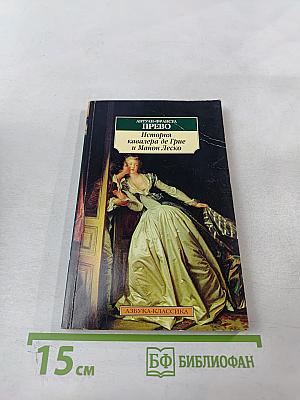 АНТУАН-ФРАНСУА
ПРЕВО
История
кавалера де Грие
и Манон Леско
АЗБУКА-КЛАССИКА
15 см
БФ БИБЛИОФАН